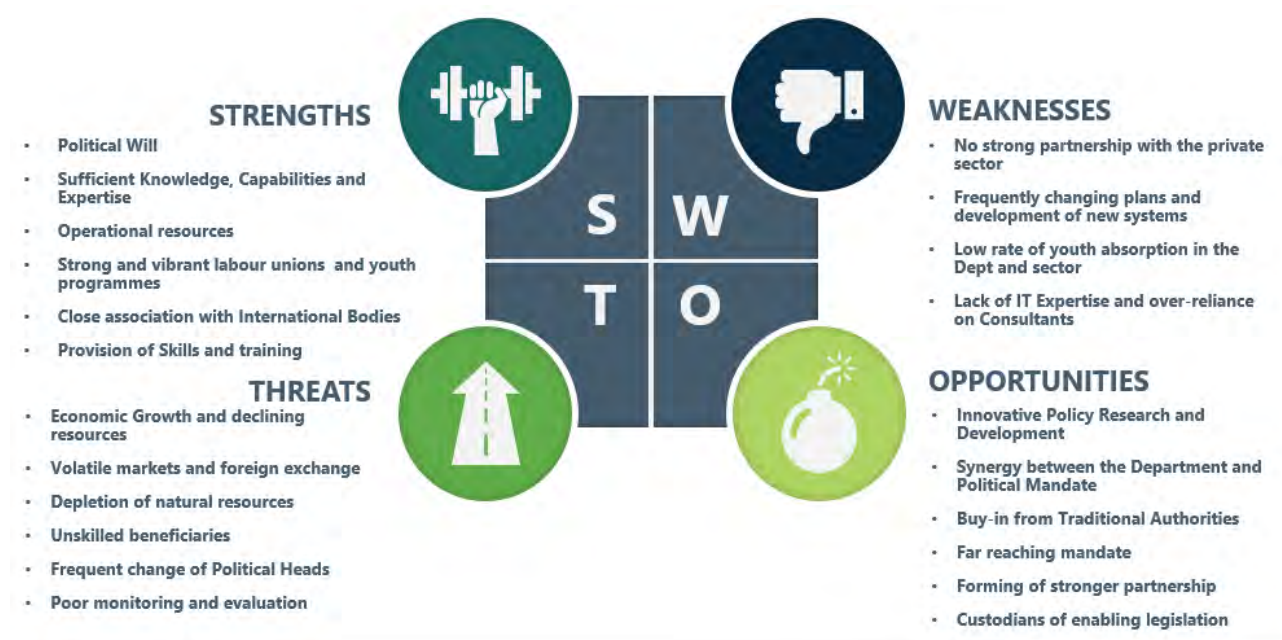 STRENGTHS
• Political Will
• Sufficient Knowledge, Capabilities and
Expertise
• Operational resources
• Strong and vibrant labour unions and youth
programmes
• Close association with International Bodies
• Provision of Skills and training
S
W
T
O
WEAKNESSES
• No strong partnership with the private
sector
• Frequently changing plans and
development of new systems
• Low rate of youth absorption in the
Dept and sector
• Lack of IT Expertise and over-reliance
on Consultants
THREATS
• Economic Growth and declining
resources
• Volatile markets and foreign exchange
• Depletion of natural resources
• Unskilled beneficiaries
• Frequent change of Political Heads
• Poor monitoring and evaluation
OPPORTUNITIES
• Innovative Policy Research and
Development
• Synergy between the Department and
Political Mandate
• Buy-in from Traditional Authorities
• Far reaching mandate
• Forming of stronger partnership
• Custodians of enabling legislation